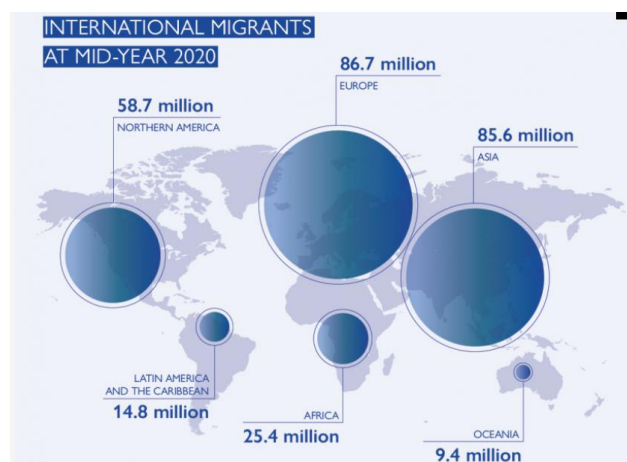 INTERNATIONAL MIGRANTS
AT MID-YEAR 2020
86.7 million
EUROPE
58.7 million
NORTHERN AMERICA
85.6 million
ASIA
LATIN AMERICA
AND THE CARIBBEAN
14.8 million
AFRICA
25.4 million
OCEANIA
9.4 million